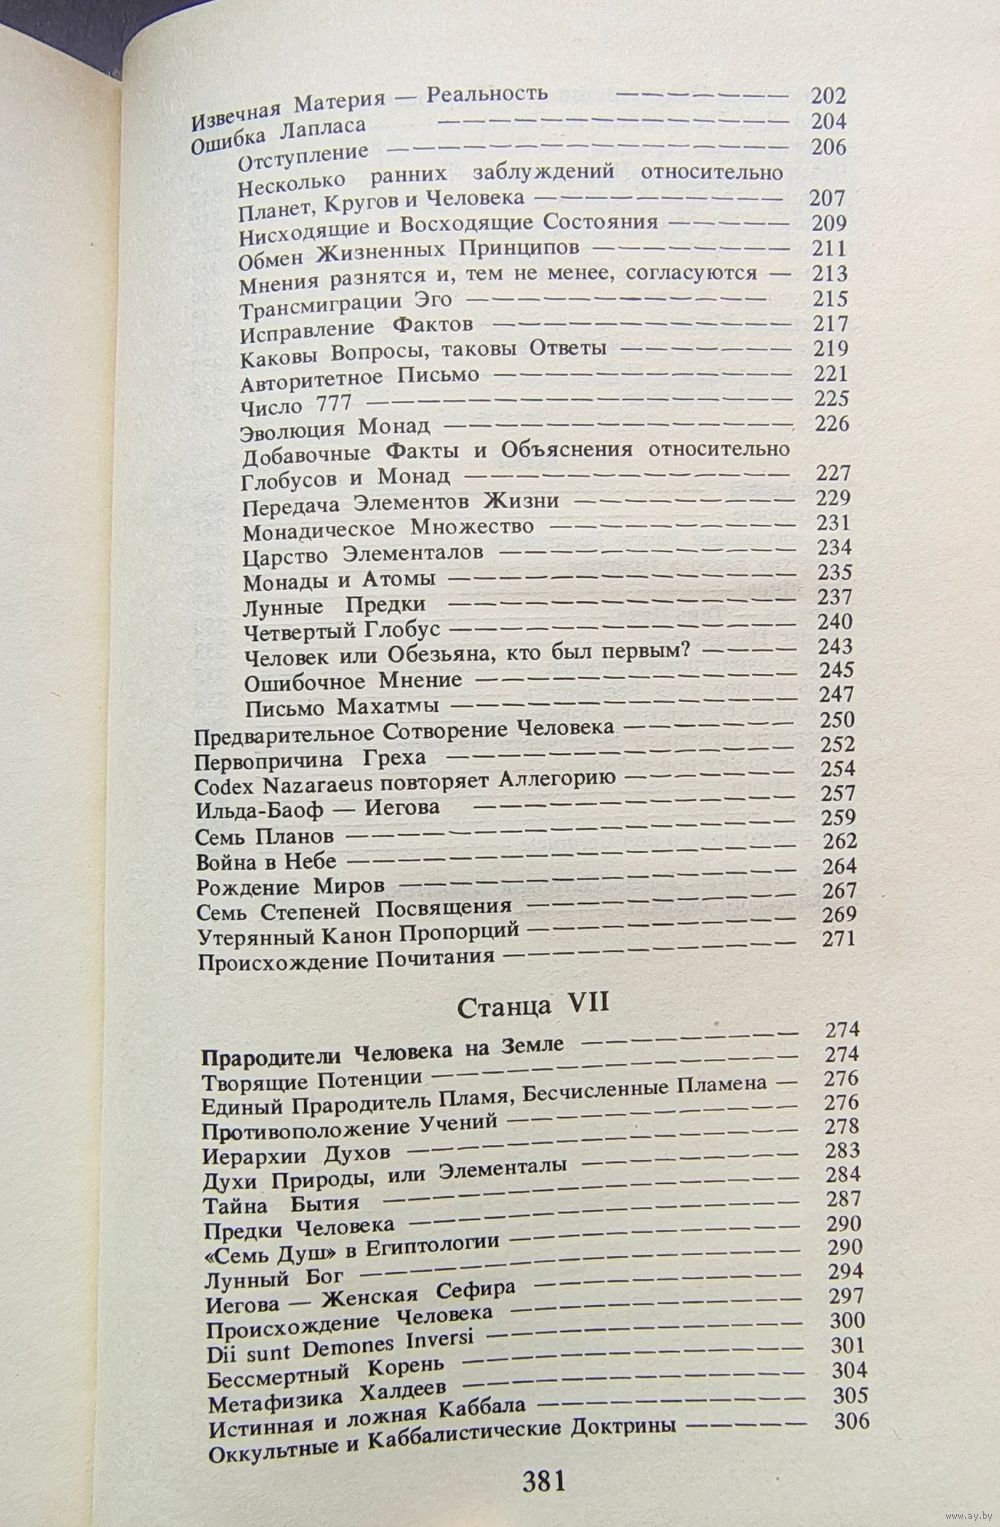 Извечная Материя — Реальность — — — — — — — 202
Ошибка Лапласа — — — — — — — — — — — — 204
Отступление — — — — — — — — — — — — — — 206
Несколько ранних заблуждений относительно
Планет, Кругов и Человека — — — — — — — — — 207
Нисходящие и Восходящие Состояния — — — — 209
Обмен Жизненных Принципов — — — — — — — 211
Мнения разнятся и, тем не менее, согласуются — 213
Трансмиграции Эго — — — — — — — — — — — 215
Исправление Фактов — — — — — — — — — — — 217
Каковы Вопросы, таковы Ответы — — — — — — 219
Авторитетное Письмо — — — — — — — — — — — 221
Число 777 — — — — — — — — — — — — — — — 225
Эволюция Монад — — — — — — — — — — — — 226
Добавочные Факты и Объяснения относительно
Глобусов и Монад — — — — — — — — — — — — 227
Передача Элементов Жизни — — — — — — — — 229
Монадическое Множество — — — — — — — — — 231
Царство Элементалов — — — — — — — — — — — 234
Монады и Атомы — — — — — — — — — — — — 235
Лунные Предки — — — — — — — — — — — — 237
Четвертый Глобус — — — — — — — — — — — — 240
Человек или Обезьяна, кто был первым? — — — — 243
Ошибочное Мнение — — — — — — — — — — — 245
Письмо Махатмы — — — — — — — — — — — — 247
Предварительное Сотворение Человека — — — — — — 250
Первопричина Греха — — — — — — — — — — — — 252
Codex Nazaraeus повторяет Аллегорию — — — — — — 254
Ильда-Баоф — Иегова — — — — — — — — — — — 257
Семь Планов — — — — — — — — — — — — — — — 259
Война в Небе — — — — — — — — — — — — — — — 262
Рождение Миров — — — — — — — — — — — — — 264
Семь Степеней Посвящения — — — — — — — — — 267
Утерянный Канон Пропорций — — — — — — — — — 269
Происхождение Почитания — — — — — — — — — — 271
Станца VII
Прародители Человека на Земле — — — — — — — 274
Творящие Потенции — — — — — — — — — — — — 274
Единый Прародитель Пламя, Бесчисленные Пламена — 276
Противоположение Учений — — — — — — — — — — 276
Иерархии Духов — — — — — — — — — — — — — 278
Духи Природы, или Элементалы — — — — — — — 283
Тайна Бытия — — — — — — — — — — — — — — 284
Предки Человека — — — — — — — — — — — — — 287
«Семь Душ» в Египтологии — — — — — — — — — 290
Лунный Бог — — — — — — — — — — — — — — — 290
Иегова — Женская Сефира — — — — — — — — — 294
Происхождение Человека — — — — — — — — — — 297
Dii sunt Demones Inversi — — — — — — — — — — — 300
Бессмертный Корень — — — — — — — — — — — — 301
Метафизика Халдеев — — — — — — — — — — — — 304
Истинная и ложная Каббала — — — — — — — — — 305
Оккультные и Каббалистические Доктрины — — — — — 306
381
www.ay.by